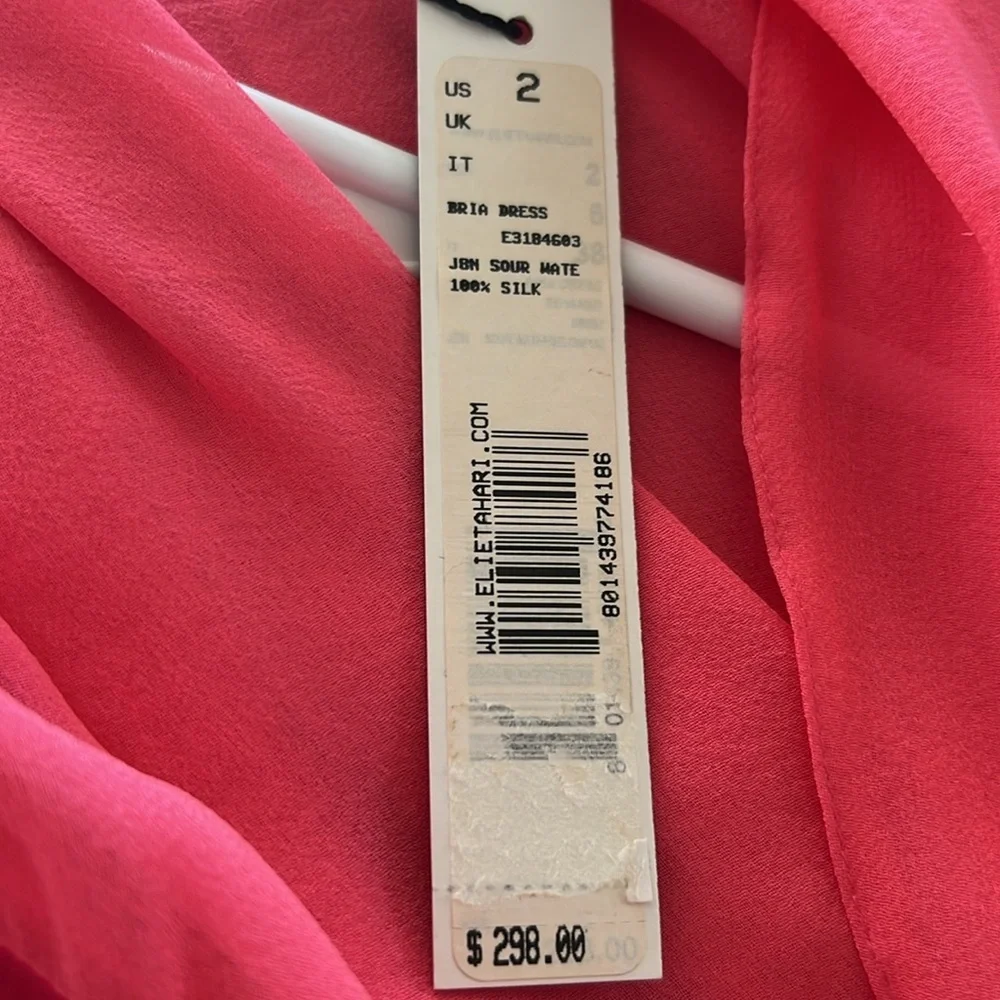 US 2
UK
IT
BRIA DRESS
E3184603
JBN SOUR WATE
100% SILK
WWW.ELIETAHARI.COM
801439774186
$ 298.00